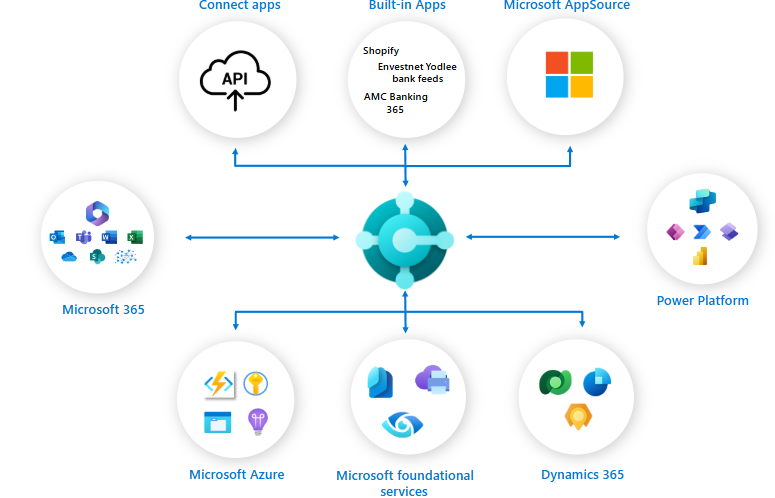 Connect apps
Built-in Apps
Microsoft AppSource
API
Shopify
Envestnet Yodlee
bank feeds
AMC Banking
365
Microsoft 365
Power Platform
Microsoft Azure
Microsoft foundational
services
Dynamics 365